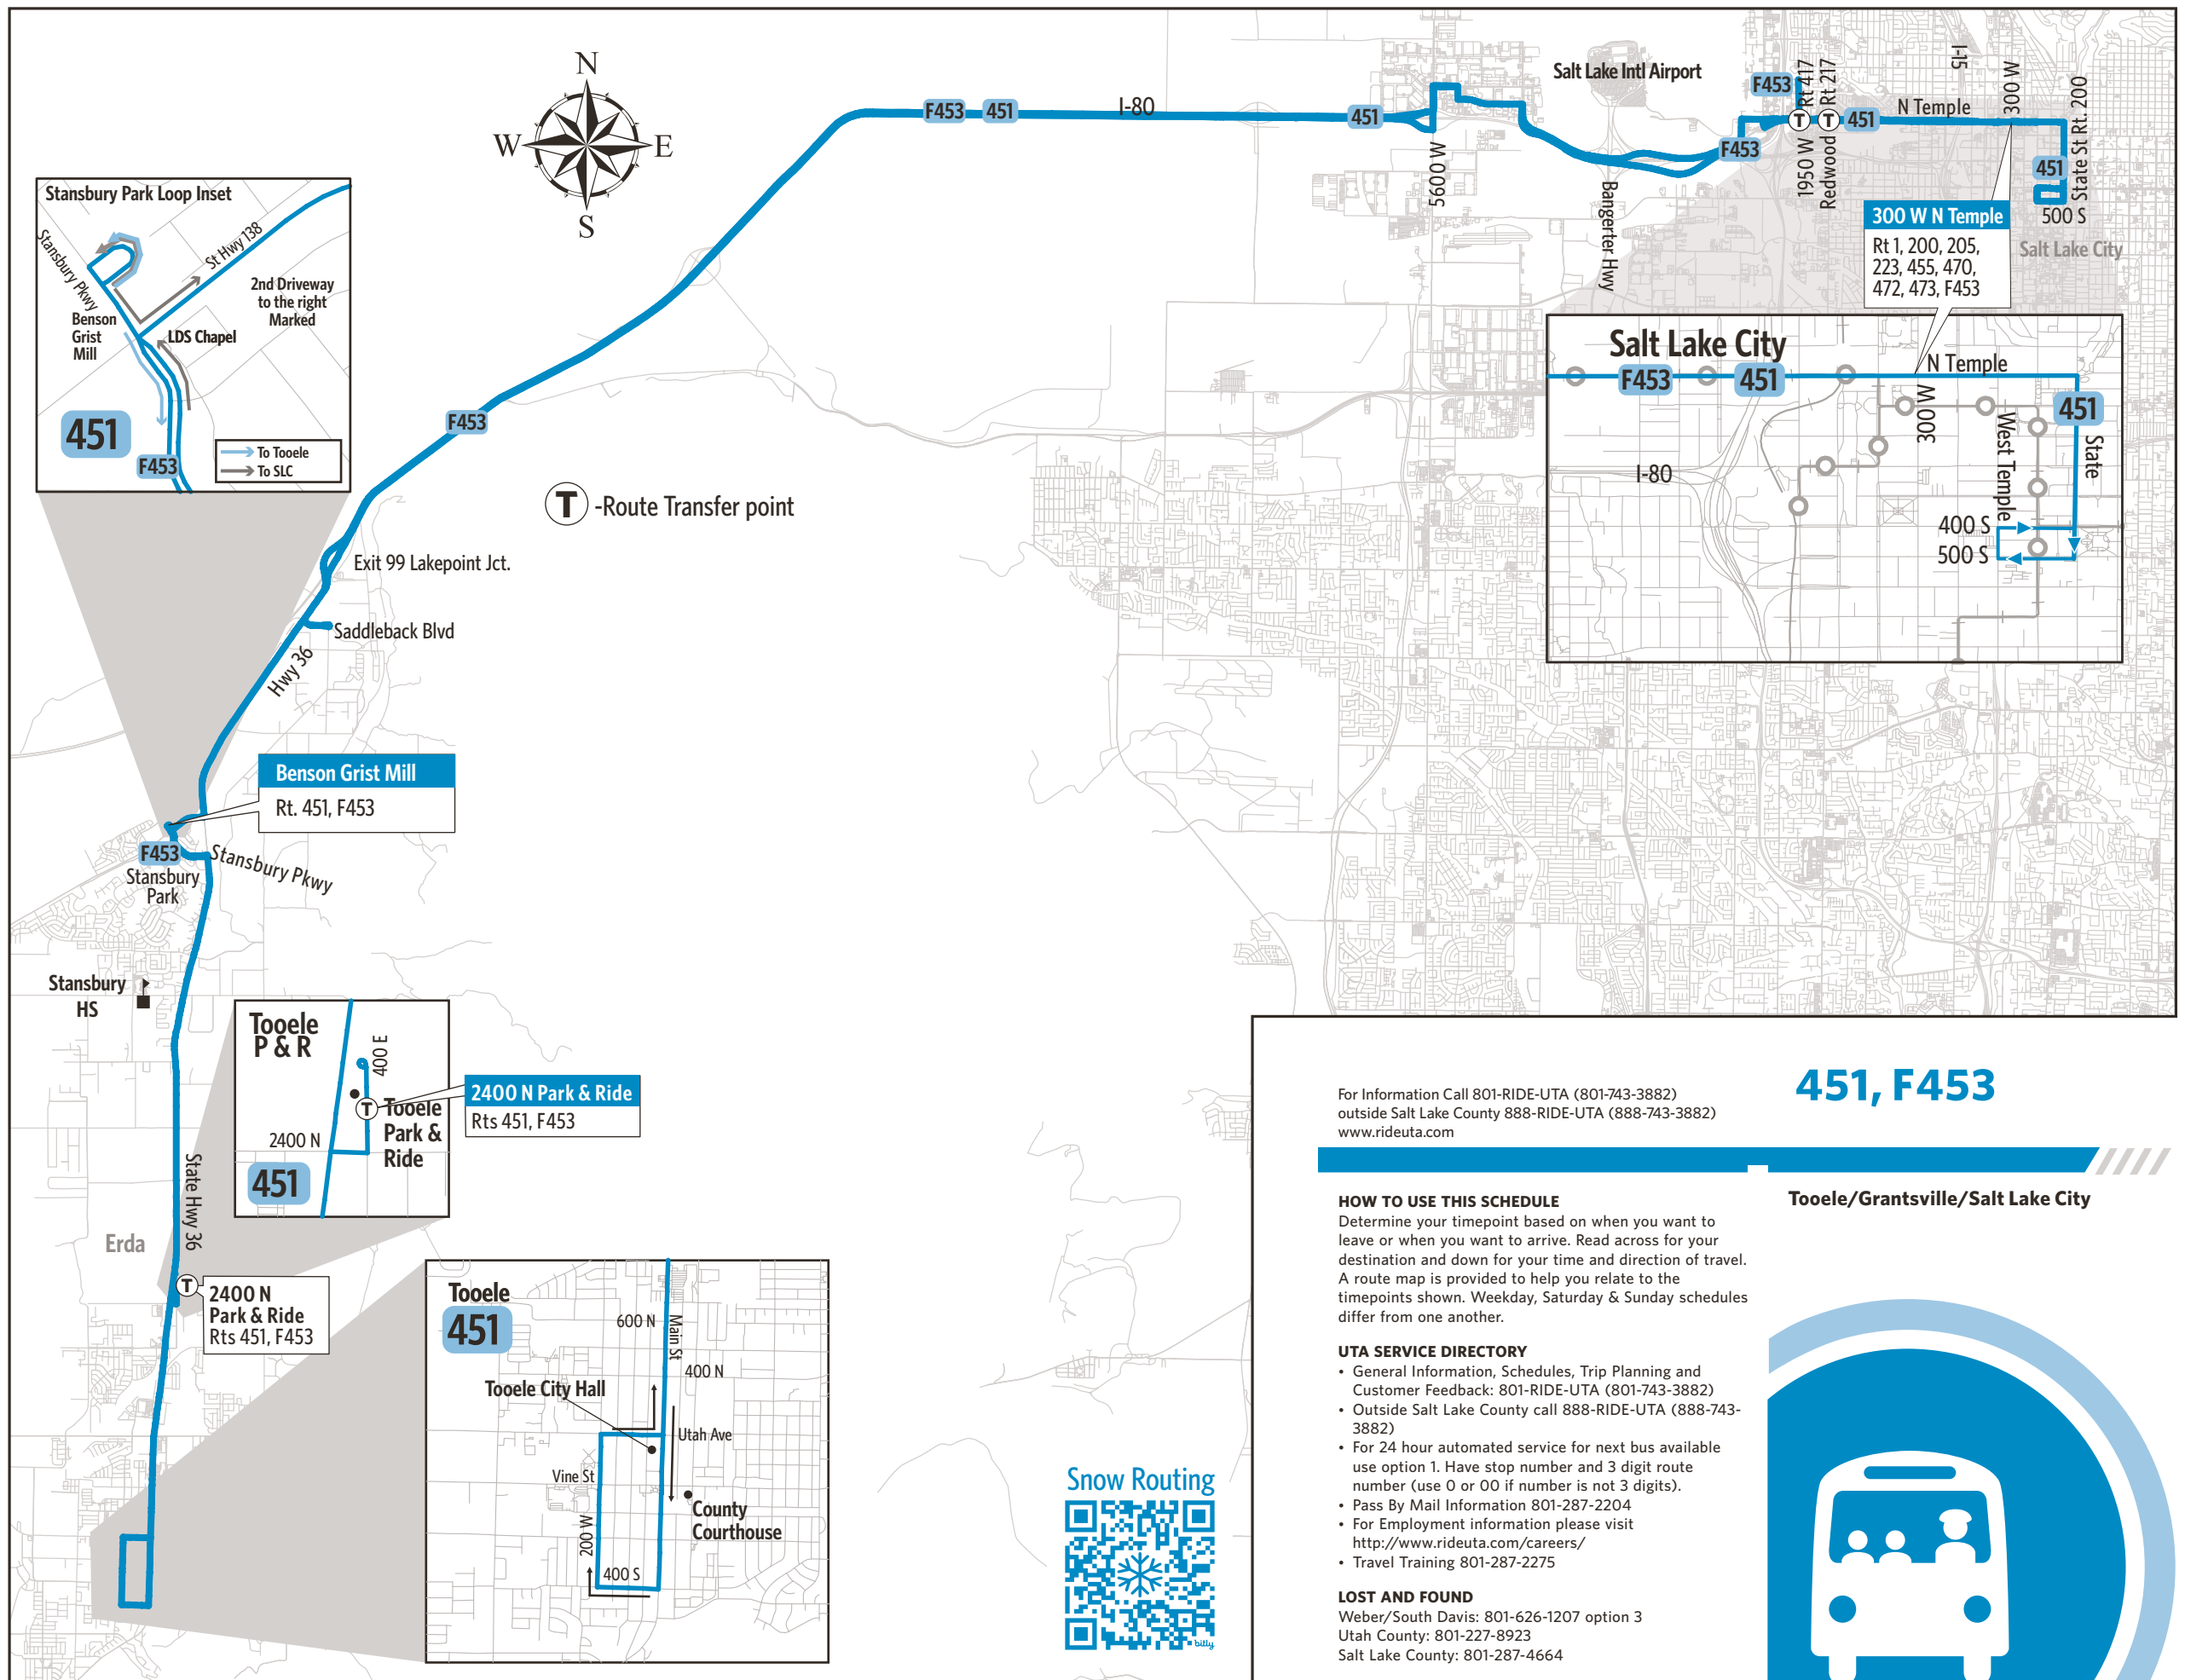 N
W
E
S
Salt Lake Intl Airport
F453
451
I-80
451
5600 W
Bangerter Hwy
F453
F453
1950 W Rt 417
Redwood Rt 217
T
T
451
N Temple
I-15
300 W
State St Rt. 200
451
500 S
Salt Lake City
300 W N Temple
Rt 1, 200, 205,
223, 455, 470,
472, 473, F453
Salt Lake City
F453
451
N Temple
300 W
West Temple
451
State
I-80
400 S
500 S
Stansbury Park Loop Inset
Stansbury Pkwy
St Hwy 138
2nd Driveway
to the right
Marked
Benson
Grist
Mill
LDS Chapel
451
F453
To Tooele
To SLC
F453
T -Route Transfer point
Exit 99 Lakepoint Jct.
Saddleback Blvd
Hwy 36
Benson Grist Mill
Rt. 451, F453
F453
Stansbury Pkwy
Stansbury
Park
Stansbury
HS
Tooele
P & R
400 E
T
Tooele
Park &
Ride
2400 N
451
2400 N Park & Ride
Rts 451, F453
State Hwy 36
Erda
T
2400 N
Park & Ride
Rts 451, F453
Tooele
451
600 N
Main St
400 N
Tooele City Hall
Utah Ave
Vine St
County
Courthouse
200 W
400 S
Snow Routing
bitly
For Information Call 801-RIDE-UTA (801-743-3882)
outside Salt Lake County 888-RIDE-UTA (888-743-3882)
www.rideuta.com
451, F453
Tooele/Grantsville/Salt Lake City
HOW TO USE THIS SCHEDULE
Determine your timepoint based on when you want to
leave or when you want to arrive. Read across for your
destination and down for your time and direction of travel.
A route map is provided to help you relate to the
timepoints shown. Weekday, Saturday & Sunday schedules
differ from one another.
UTA SERVICE DIRECTORY
• General Information, Schedules, Trip Planning and
Customer Feedback: 801-RIDE-UTA (801-743-3882)
• Outside Salt Lake County call 888-RIDE-UTA (888-743-
3882)
• For 24 hour automated service for next bus available
use option 1. Have stop number and 3 digit route
number (use 0 or 00 if number is not 3 digits).
• Pass By Mail Information 801-287-2204
• For Employment information please visit
http://www.rideuta.com/careers/
• Travel Training 801-287-2275
LOST AND FOUND
Weber/South Davis: 801-626-1207 option 3
Utah County: 801-227-8923
Salt Lake County: 801-287-4664